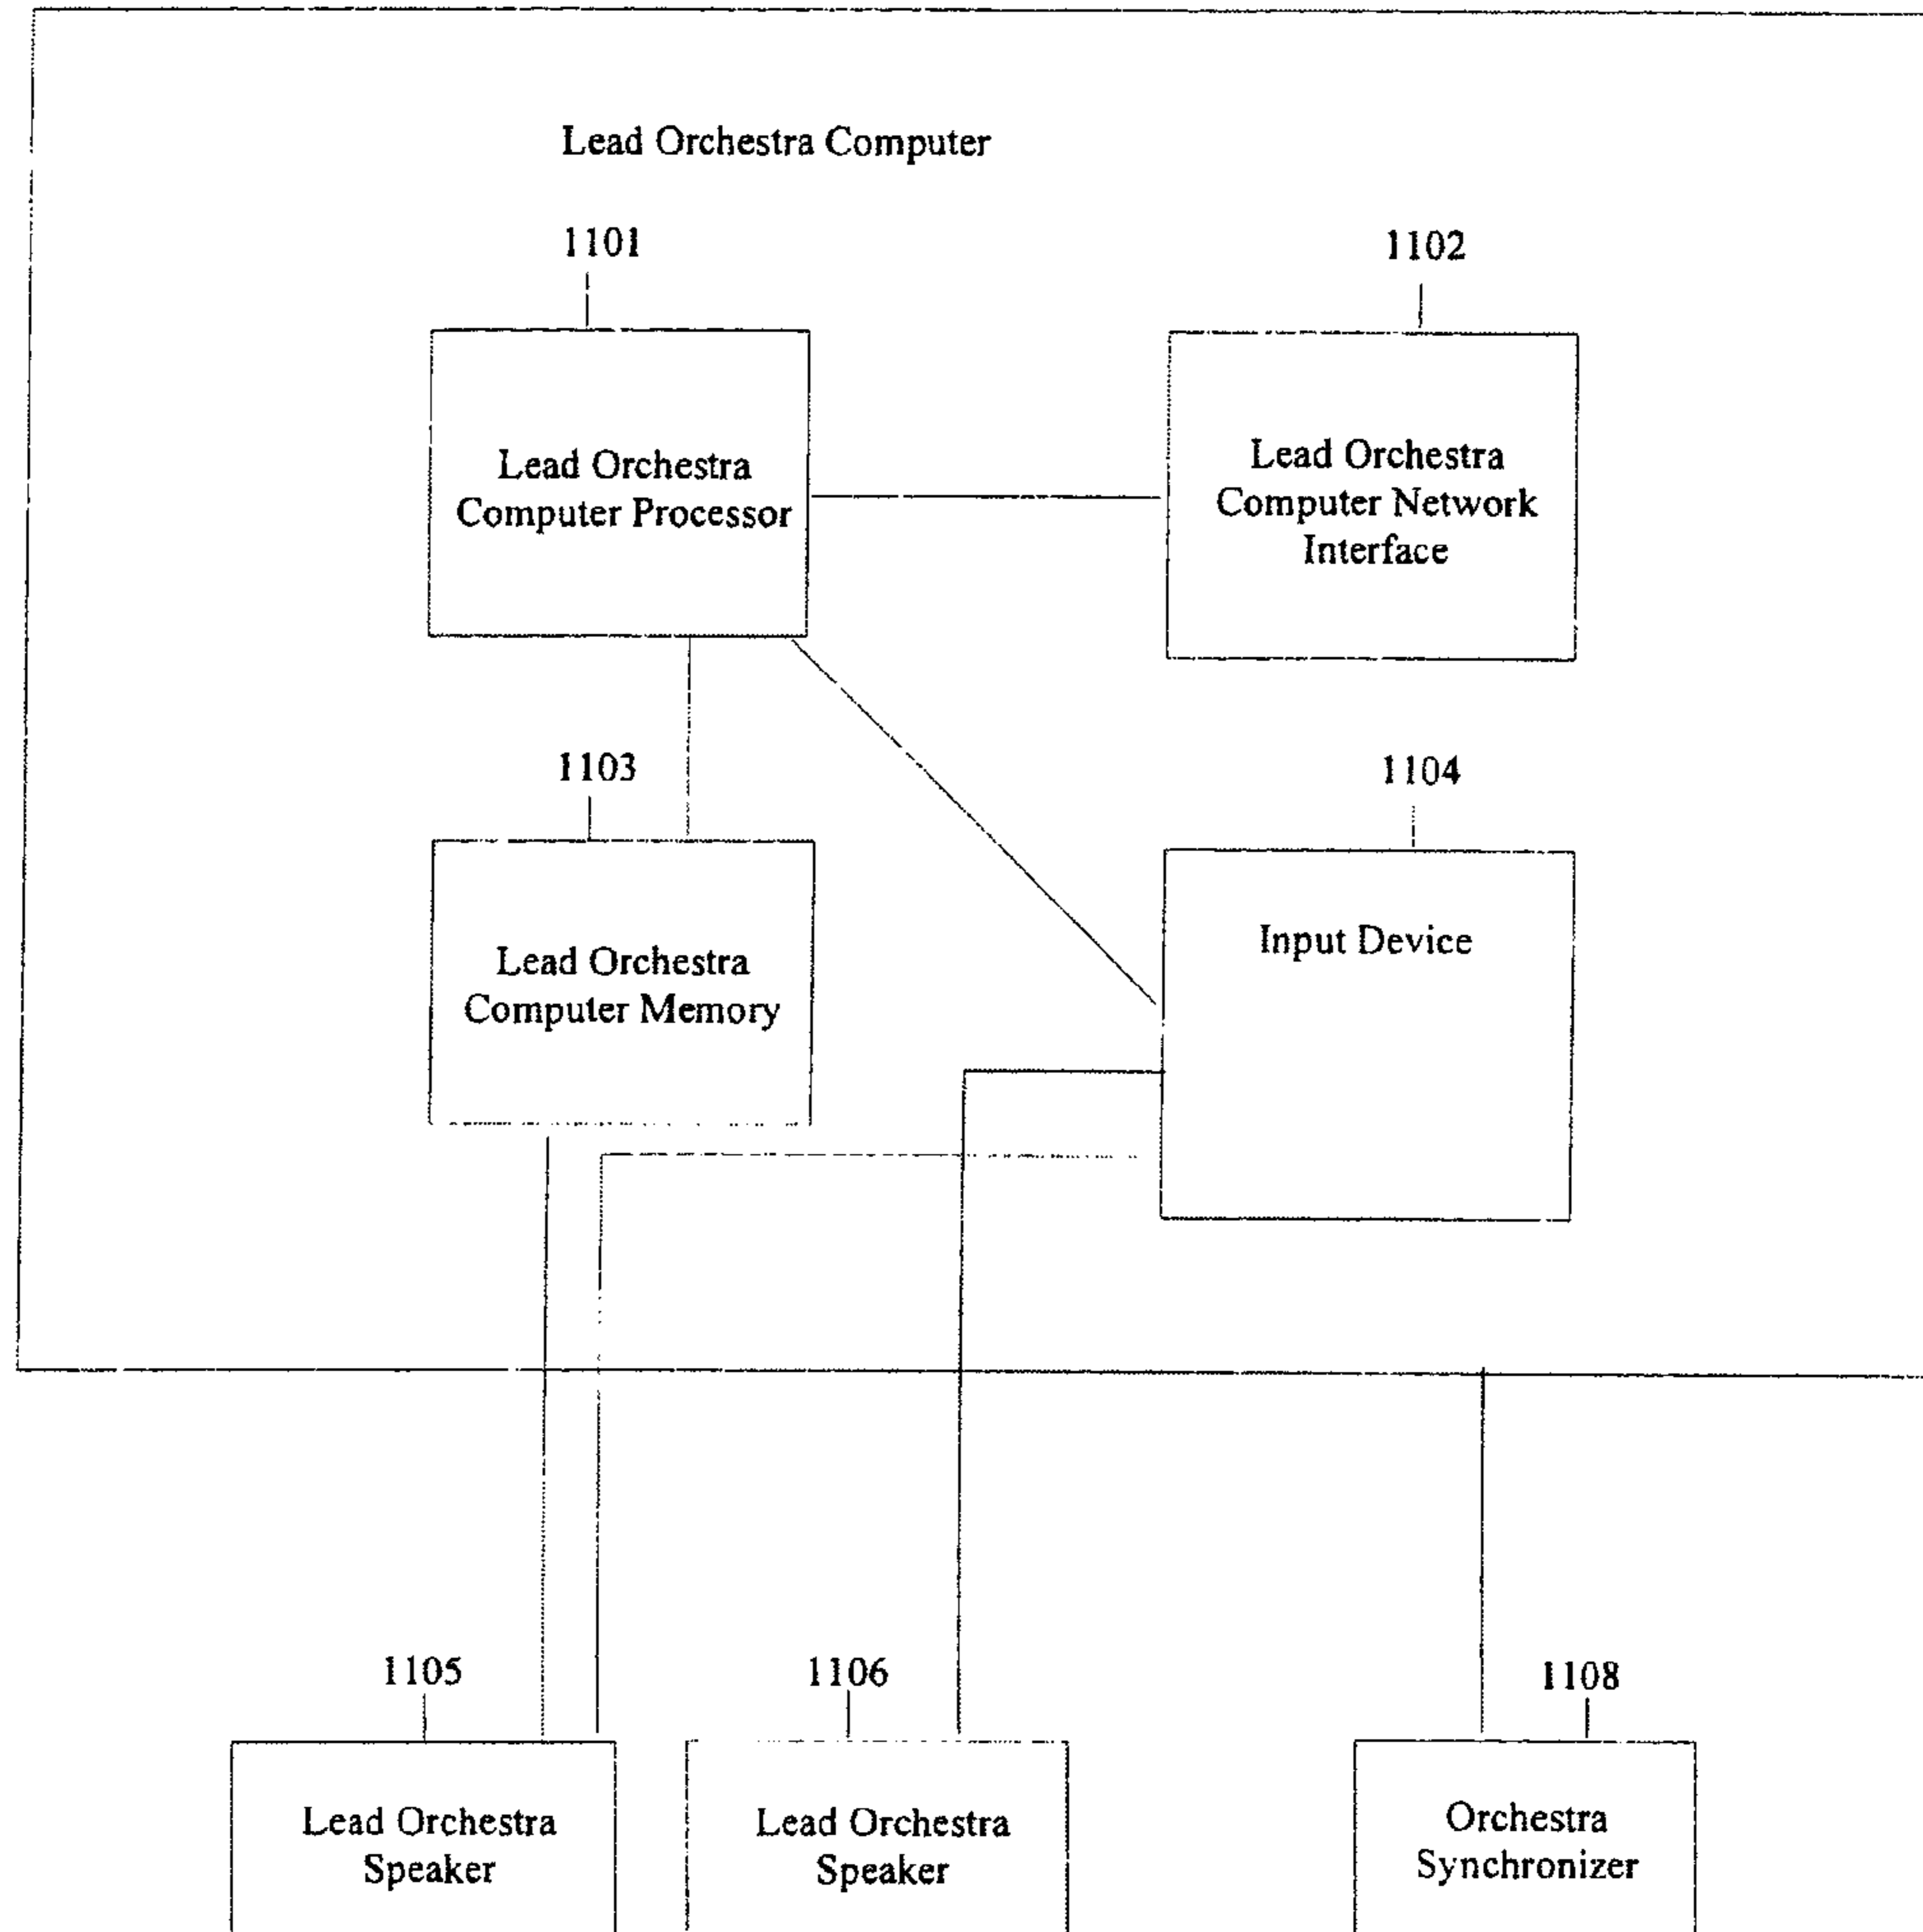 Lead Orchestra Computer
1101
1102
Lead Orchestra
Computer Processor
Lead Orchestra
Computer Network
Interface
1103
1104
Lead Orchestra
Computer Memory
Input Device
1105
1106
1108
Lead Orchestra
Speaker
Lead Orchestra
Speaker
Orchestra
Synchronizer